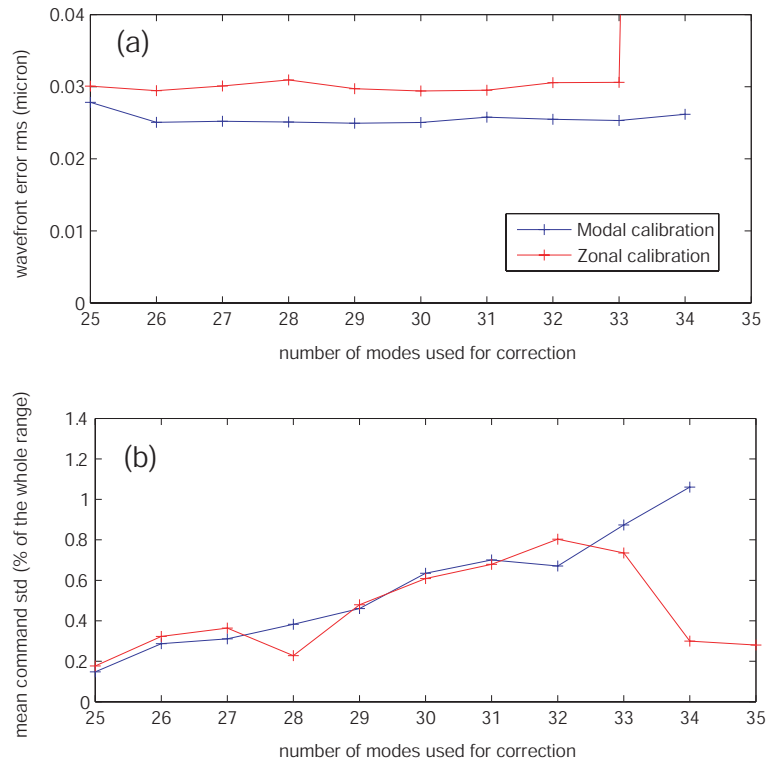 (a)
wavefront error rms (micron)
0.04
0.03
0.02
0.01
0
25 26 27 28 29 30 31 32 33 34 35
number of modes used for correction
Modal calibration
Zonal calibration
(b)
mean command std (% of the whole range)
1.4
1.2
1
0.8
0.6
0.4
0.2
0
25 26 27 28 29 30 31 32 33 34 35
number of modes used for correction